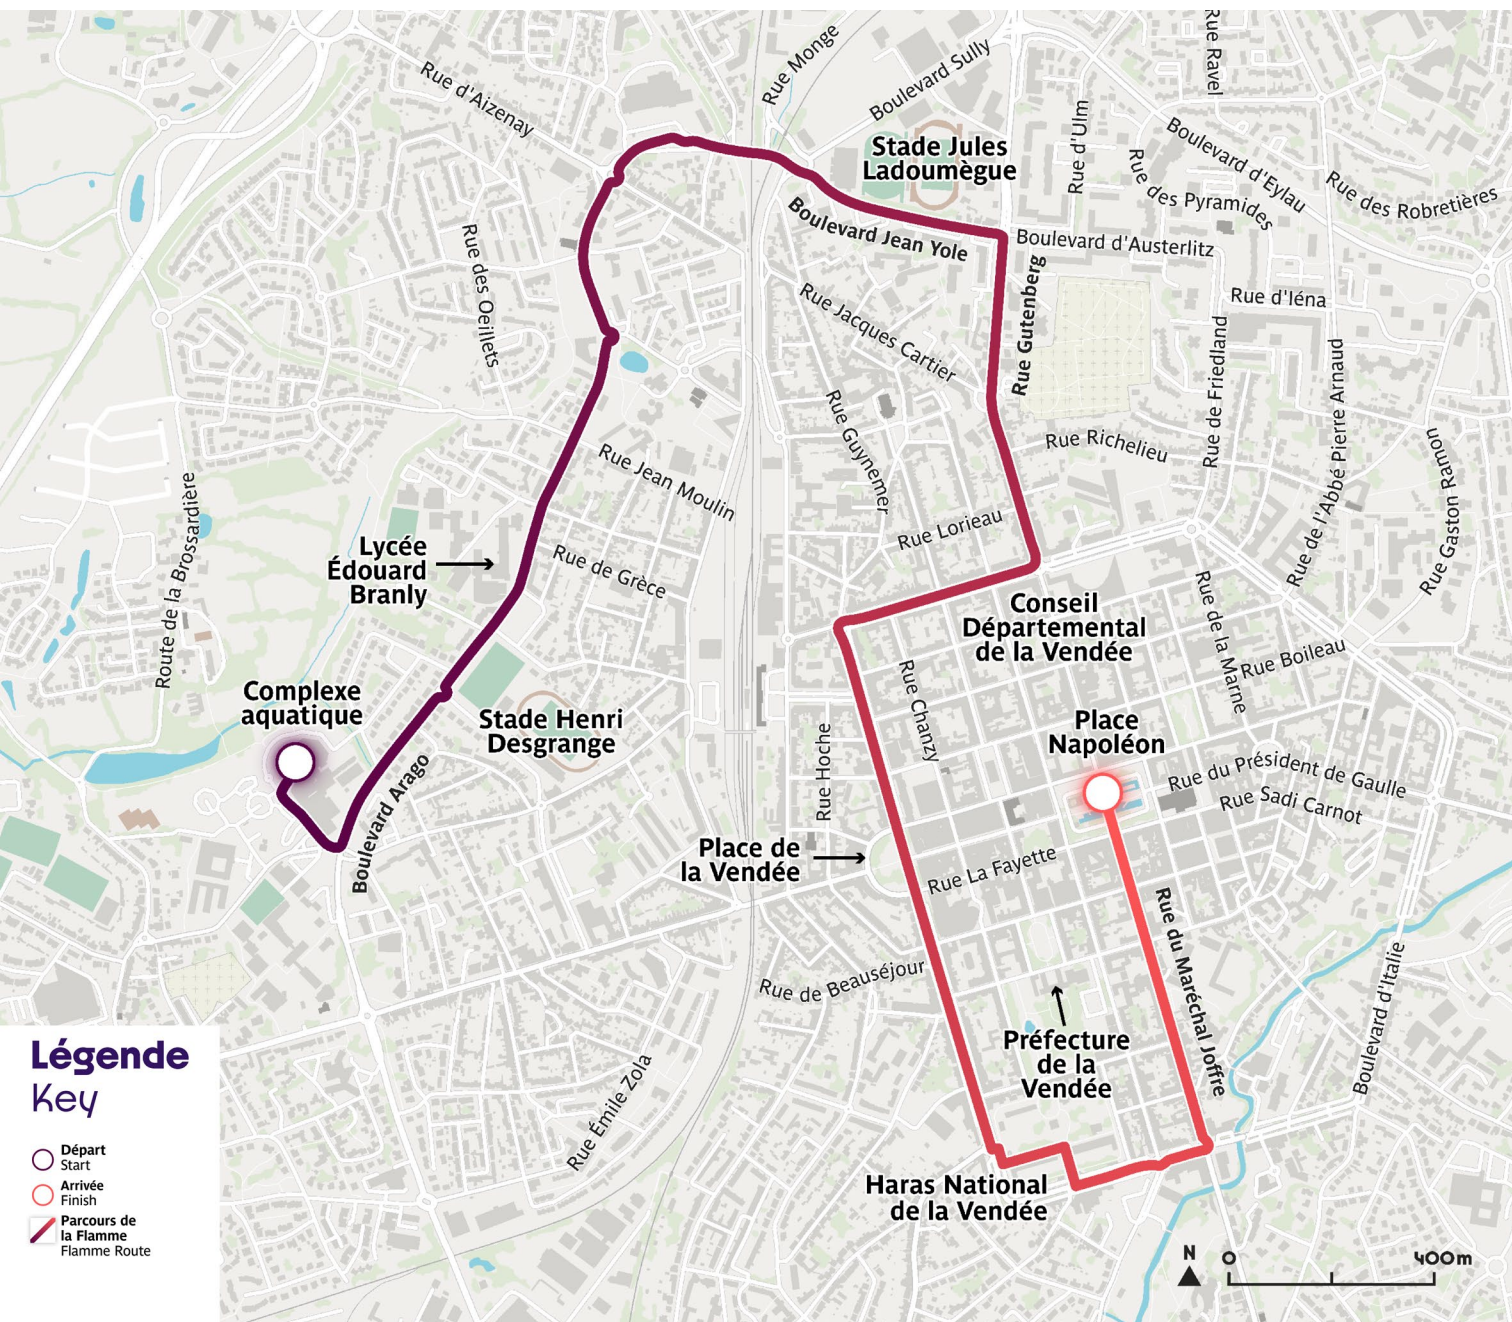 Rue Ravel
Rue Monge
Boulevard Sully
Rue d'Aizenay
Rue d'Ulm
Boulevard d'Eylau
Stade Jules
Ladoumègue
Rue des Pyramides
Rue des Robretières
Boulevard Jean Yole
Boulevard d'Austerlitz
Rue des Oeillets
Rue Gutenberg
Rue d'Iéna
Rue Jacques Cartier
Rue de Friedland
Rue de l'Abbé Pierre Arnaud
Rue Guynemer
Rue Richelieu
Rue Gaston Ramon
Rue Jean Moulin
Route de la Brossardière
Rue Lorieau
Lycée
Édouard
Branly
Rue de Grèce
Conseil
Départemental
de la Vendée
Rue de la Marne
Rue Boileau
Rue Chanzy
Complexe
aquatique
Stade Henri
Desgrange
Place
Napoléon
Rue Hoche
Boulevard Arago
Rue du Président de Gaulle
Rue Sadi Carnot
Place de
la Vendée
Rue La Fayette
Rue du Maréchal Joffre
Rue de Beauséjour
Boulevard d'Italie
Préfecture
de la
Vendée
Rue Émile Zola
Haras National
de la Vendée
Légende
Key
Départ
Start
Arrivée
Finish
Parcours de
la Flamme
Flamme Route
N
0
400m